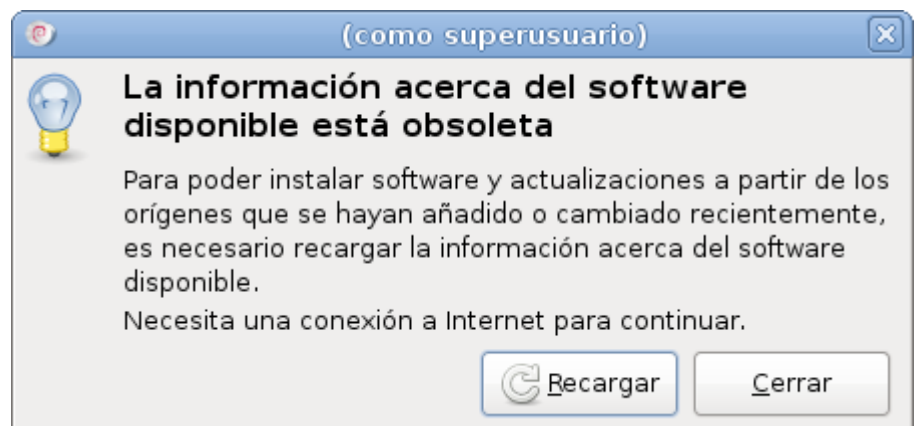 (como superusuario)
La información acerca del software
disponible está obsoleta
Para poder instalar software y actualizaciones a partir de los
orígenes que se hayan añadido o cambiado recientemente,
es necesario recargar la información acerca del software
disponible.
Necesita una conexión a Internet para continuar.
Recargar
Cerrar